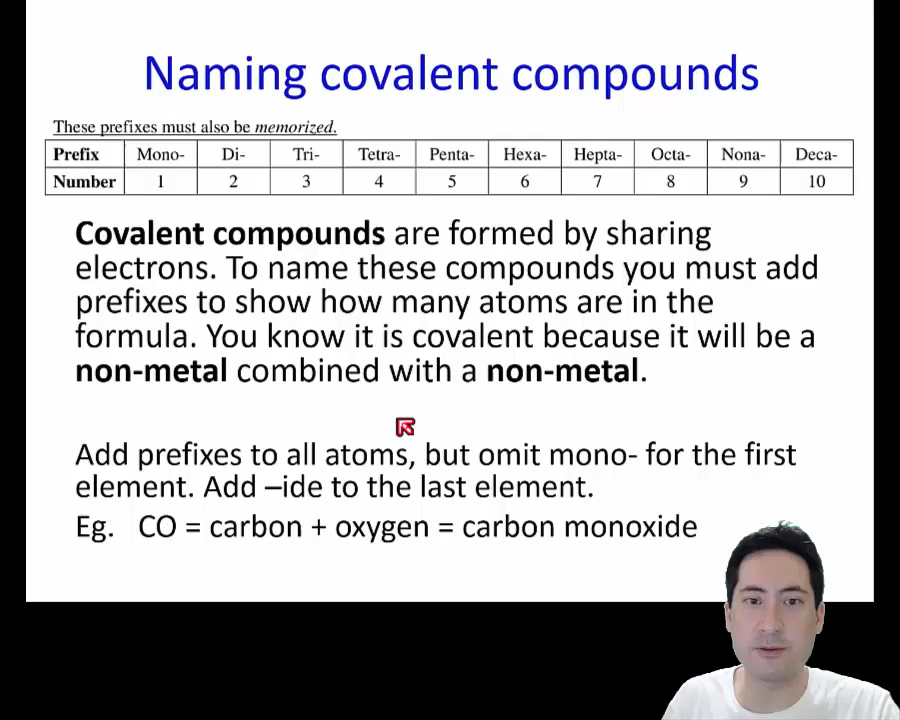 Naming covalent compounds
These prefixes must also be memorized.
Prefix Mono- Di- Tri- Tetra- Penta- Hexa- Hepta- Octa- Nona- Deca-
Number 1 2 3 4 5 6 7 8 9 10
Covalent compounds are formed by sharing
electrons. To name these compounds you must add
prefixes to show how many atoms are in the
formula. You know it is covalent because it will be a
non-metal combined with a non-metal.
Add prefixes to all atoms, but omit mono- for the first
element. Add –ide to the last element.
Eg. CO = carbon + oxygen = carbon monoxide